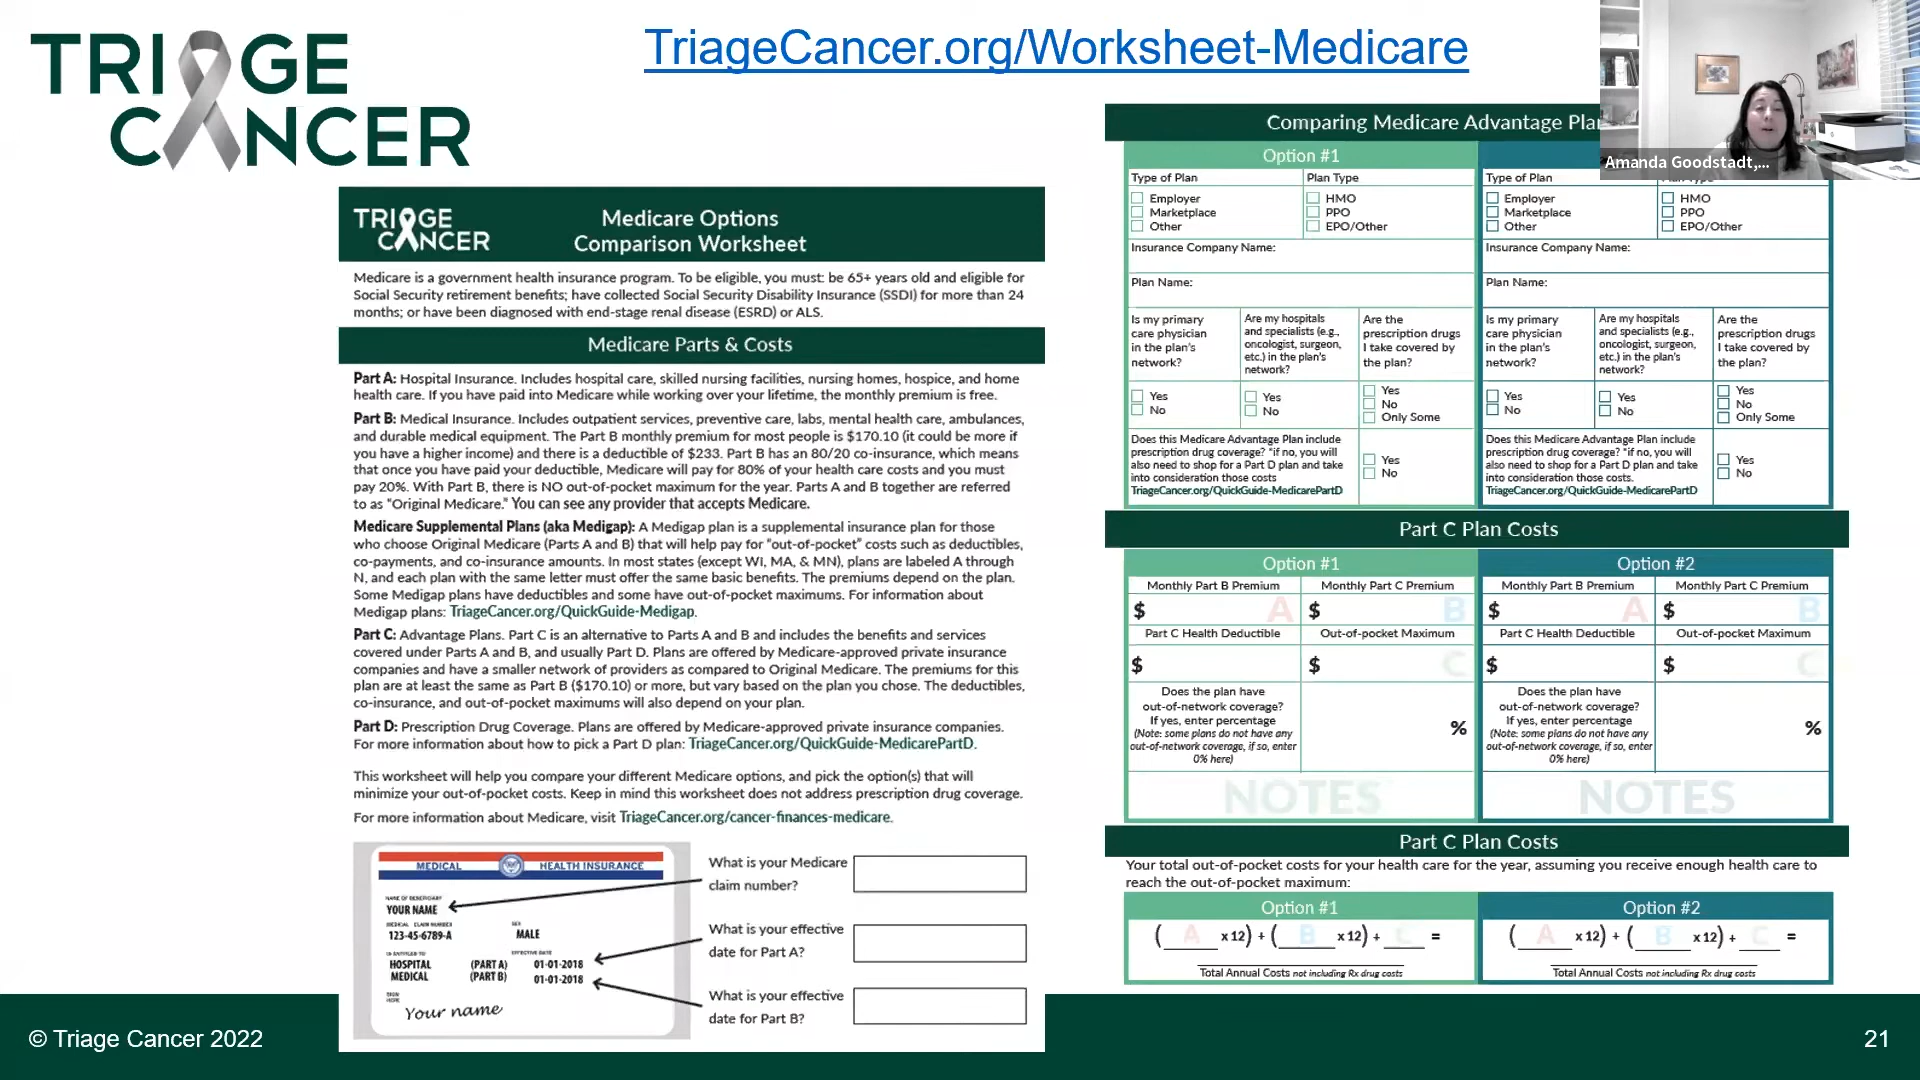 TRIAGE
CANCER
TriageCancer.org/Worksheet-Medicare
Amanda Goodstadt,...
TRIAGE
CANCER
Medicare Options
Comparison Worksheet
Medicare is a government health insurance program. To be eligible, you must: be 65+ years old and eligible for
Social Security retirement benefits; have collected Social Security Disability Insurance (SSDI) for more than 24
months; or have been diagnosed with end-stage renal disease (ESRD) or ALS.
Medicare Parts & Costs
Part A: Hospital Insurance. Includes hospital care, skilled nursing facilities, nursing homes, hospice, and home
health care. If you have paid into Medicare while working over your lifetime, the monthly premium is free.
Part B: Medical Insurance. Includes outpatient services, preventive care, labs, mental health care, ambulances,
and durable medical equipment. The Part B monthly premium for most people is $170.10 (it could be more if
you have a higher income) and there is a deductible of $233. Part B has an 80/20 co-insurance, which means
that once you have paid your deductible, Medicare will pay for 80% of your health care costs and you must
pay 20%. With Part B, there is NO out-of-pocket maximum for the year. Parts A and B together are referred
to as “Original Medicare.” You can see any provider that accepts Medicare.
Medicare Supplemental Plans (aka Medigap): A Medigap plan is a supplemental insurance plan for those
who choose Original Medicare (Parts A and B) that will help pay for “out-of-pocket” costs such as deductibles,
co-payments, and co-insurance amounts. In most states (except WI, MA, & MN), plans are labeled A through
N, and each plan with the same letter must offer the same basic benefits. The premiums depend on the plan.
Some Medigap plans have deductibles and some have out-of-pocket maximums. For information about
Medigap plans: TriageCancer.org/QuickGuide-Medigap.
Part C: Advantage Plans. Part C is an alternative to Parts A and B and includes the benefits and services
covered under Parts A and B, and usually Part D. Plans are offered by Medicare-approved private insurance
companies and have a smaller network of providers as compared to Original Medicare. The premiums for this
plan are at least the same as Part B ($170.10) or more, but vary based on the plan you chose. The deductibles,
co-insurance, and out-of-pocket maximums will also depend on your plan.
Part D: Prescription Drug Coverage. Plans are offered by Medicare-approved private insurance companies.
For more information about how to pick a Part D plan: TriageCancer.org/QuickGuide-MedicarePartD.
This worksheet will help you compare your different Medicare options, and pick the option(s) that will
minimize your out-of-pocket costs. Keep in mind this worksheet does not address prescription drug coverage.
For more information about Medicare, visit TriageCancer.org/cancer-finances-medicare.
MEDICAL HEALTH INSURANCE
NAME OF BENEFICIARY
YOUR NAME
MEDICAL CLAIM NUMBER SEX
123-45-6789-A MALE
IS ENTITLED TO EFFECTIVE DATE
HOSPITAL (PART A) 01-01-2018
MEDICAL (PART B) 01-01-2018
SIGN
HERE
Your name
What is your Medicare
claim number?
What is your effective
date for Part A?
What is your effective
date for Part B?
Comparing Medicare Advantage
Option #1
Type of Plan Plan Type
Employer HMO
Marketplace PPO
Other EPO/Other
Insurance Company Name:
Plan Name:
Is my primary
care physician
in the plan's
network?
Are my hospitals
and specialists (e.g.,
oncologist, surgeon,
etc.) in the plan's
network?
Are the
prescription drugs
I take covered by
the plan?
Yes
No
Yes
No
Yes
No
Only Some
Does this Medicare Advantage Plan include
prescription drug coverage? *if no, you will
also need to shop for a Part D plan and take
into consideration those costs
TriageCancer.org/QuickGuide-MedicarePartD
Yes
No
Type of Plan Plan Type
Employer HMO
Marketplace PPO
Other EPO/Other
Insurance Company Name:
Plan Name:
Is my primary
care physician
in the plan's
network?
Are my hospitals
and specialists (e.g.,
oncologist, surgeon,
etc.) in the plan's
network?
Are the
prescription drugs
I take covered by
the plan?
Yes
No
Yes
No
Yes
No
Only Some
Does this Medicare Advantage Plan include
prescription drug coverage? *if no, you will
also need to shop for a Part D plan and take
into consideration those costs.
TriageCancer.org/QuickGuide-MedicarePartD
Yes
No
Part C Plan Costs
Option #1
Monthly Part B Premium Monthly Part C Premium
$ A $ B
Part C Health Deductible Out-of-pocket Maximum
$ $ C
Does the plan have
out-of-network coverage?
If yes, enter percentage
(Note: some plans do not have any
out-of-network coverage, if so, enter
0% here)
%
NOTES
Option #2
Monthly Part B Premium Monthly Part C Premium
$ A $ B
Part C Health Deductible Out-of-pocket Maximum
$ $ C
Does the plan have
out-of-network coverage?
If yes, enter percentage
(Note: some plans do not have any
out-of-network coverage, if so, enter
0% here)
%
NOTES
Part C Plan Costs
Your total out-of-pocket costs for your health care for the year, assuming you receive enough health care to
reach the out-of-pocket maximum:
Option #1
(__A__ x 12) + (__B__ x 12) + __C__ =
Total Annual Costs not including Rx drug costs
Option #2
(__A__ x 12) + (__B__ x 12) + __C__ =
Total Annual Costs not including Rx drug costs
© Triage Cancer 2022
21